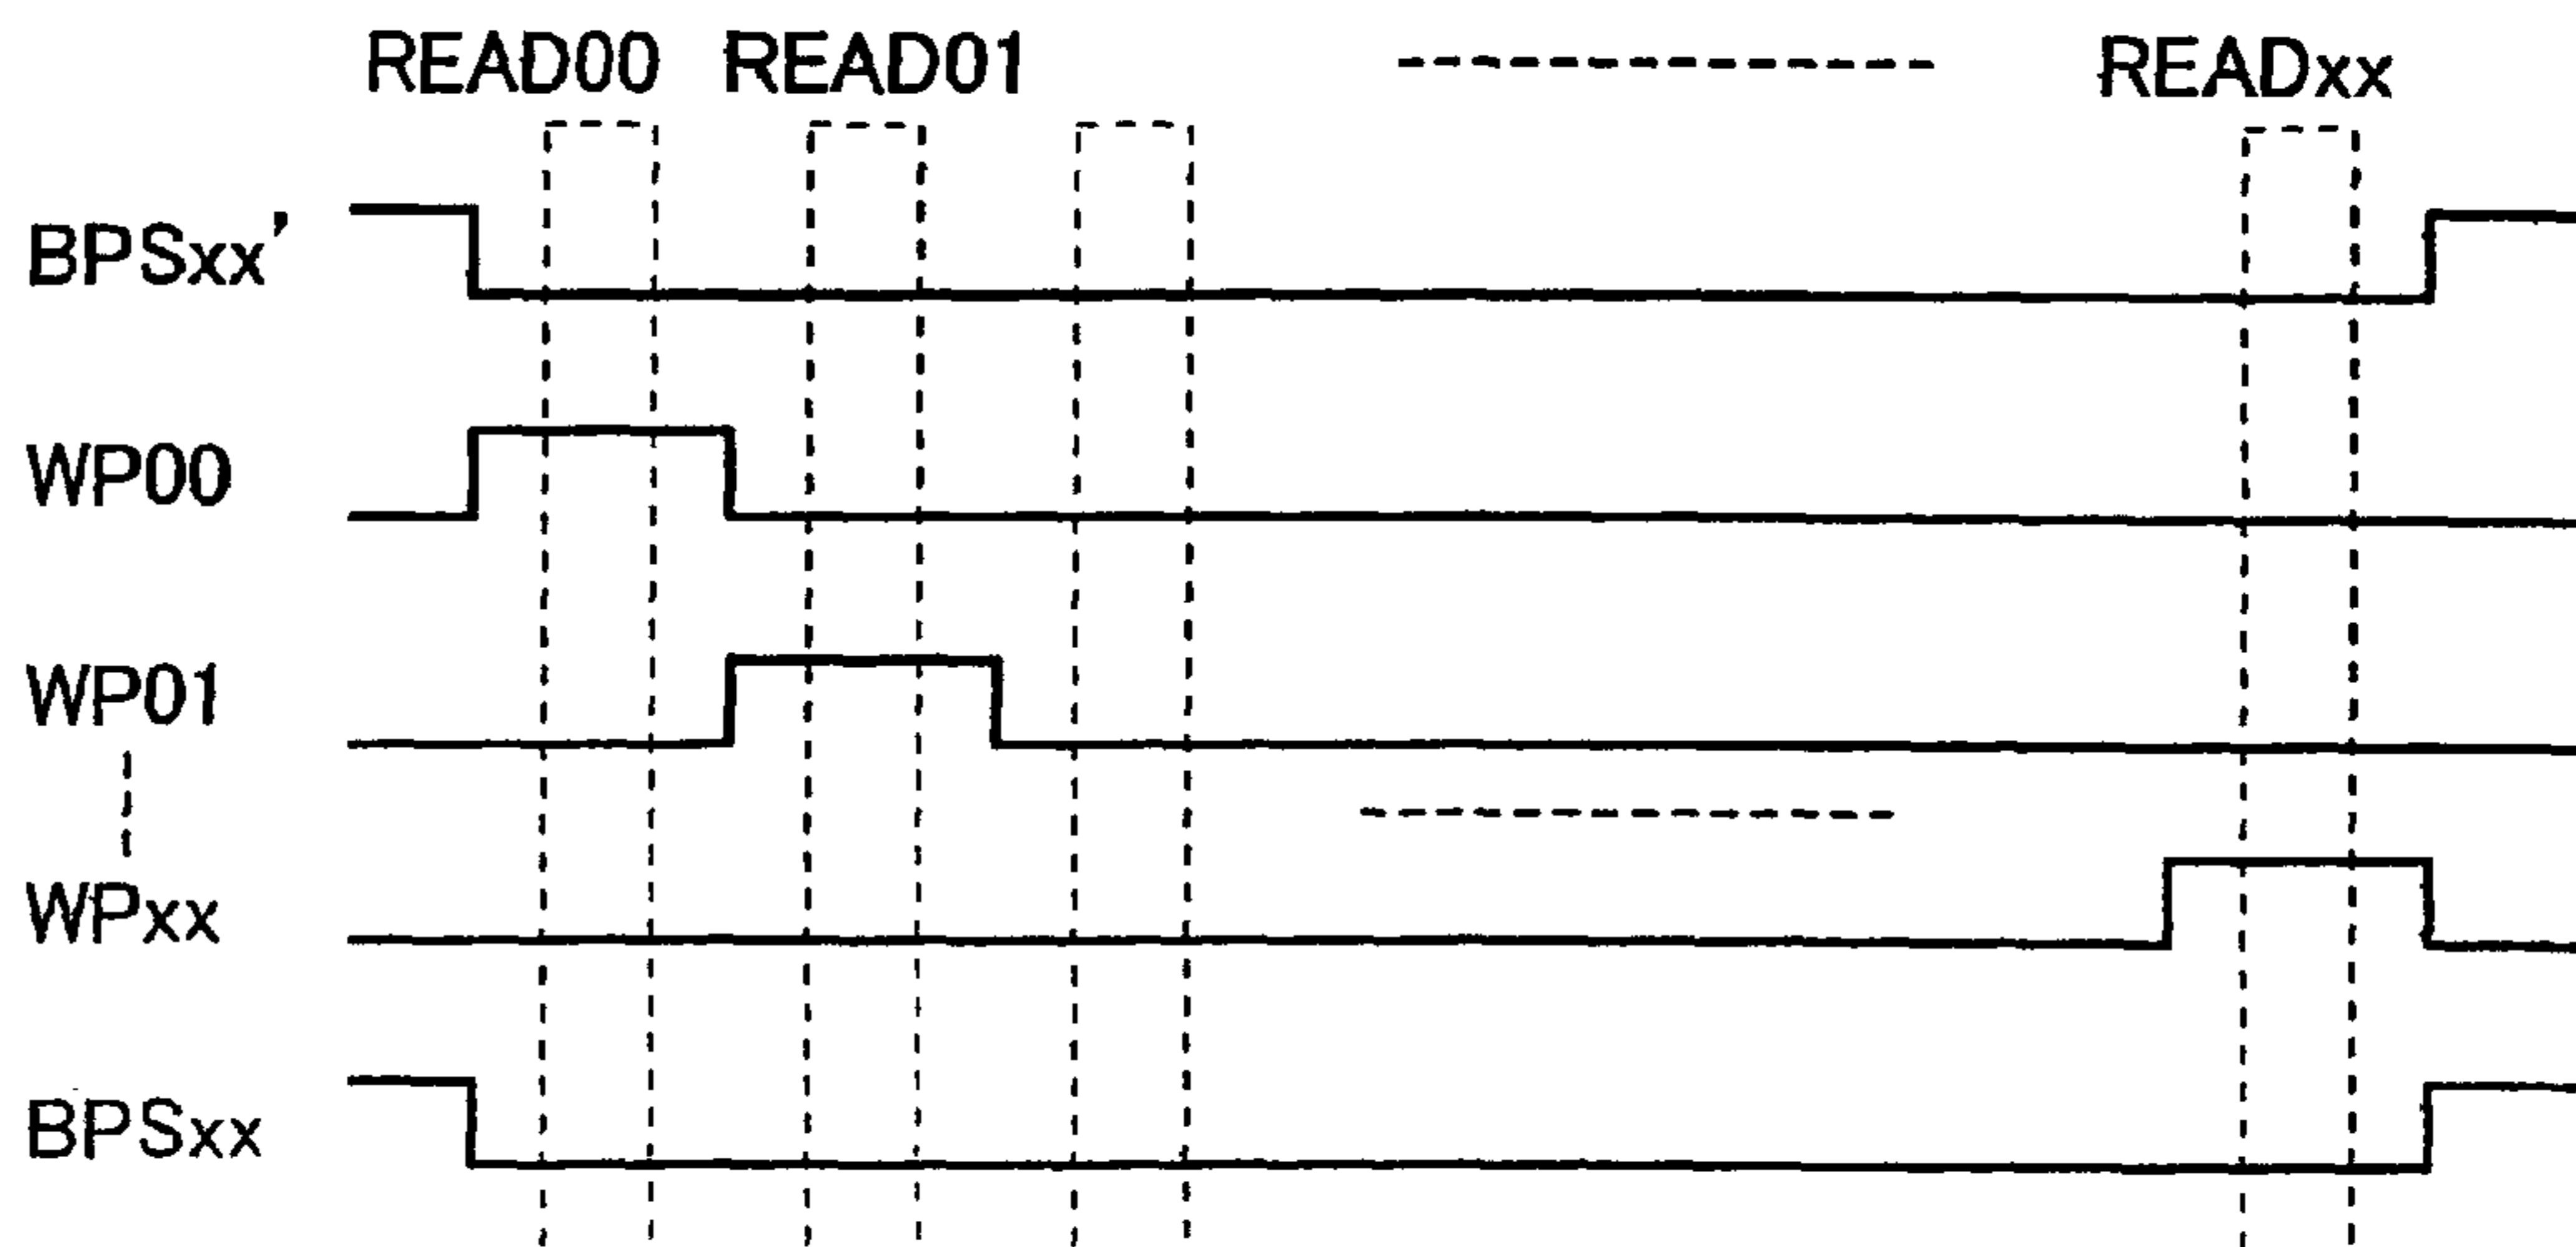 READ00 READ01 READxx
BPSxx'
WP00
WP01
WPxx
BPSxx